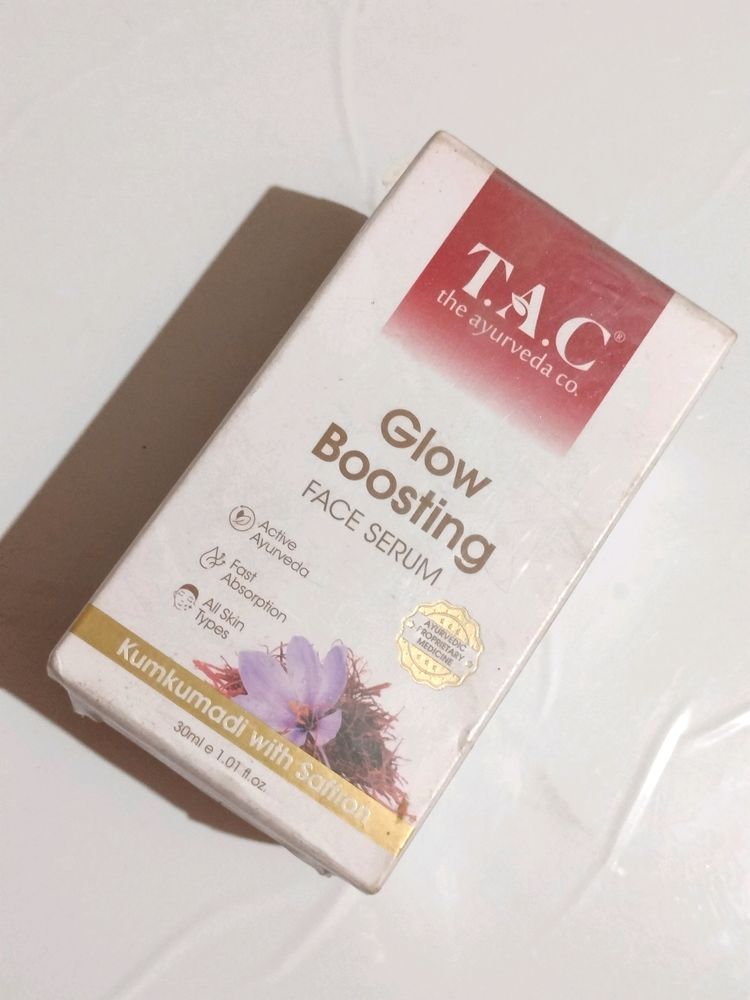 T.A.C®
the ayurveda co.
Glow
Boosting
FACE SERUM
Active
Ayurveda
Fast
Absorption
All Skin
Types
AYURVEDIC
PROPRIETARY
MEDICINE
Kumkumadi with Saffron
30ml e 1.01 fl.oz.